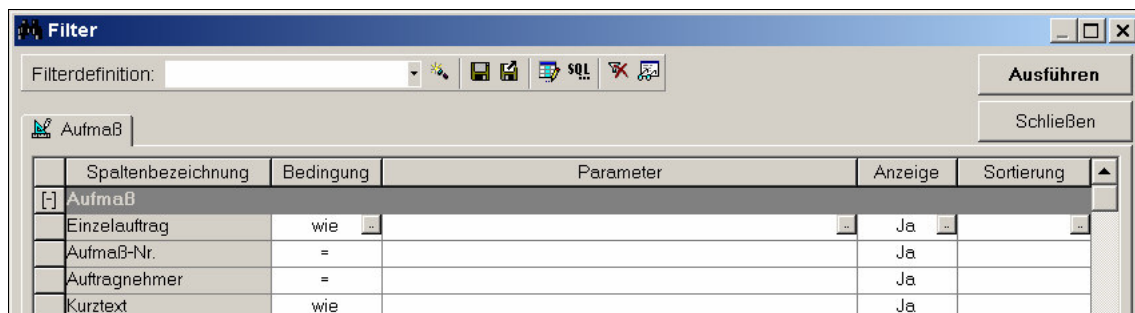 Filter
Filterdefinition:
SQL
Ausführen
Schließen
Aufmaß
Spaltenbezeichnung Bedingung Parameter Anzeige Sortierung
[-] Aufmaß
Einzelauftrag wie .. .. Ja .. ..
Aufmaß-Nr. = Ja
Auftragnehmer = Ja
Kurztext wie Ja